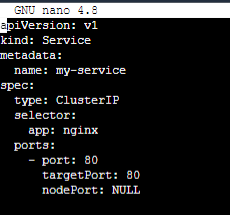 GNU nano 4.8
apiVersion: v1
kind: Service
metadata:
  name: my-service
spec:
  type: ClusterIP
  selector:
    app: nginx
  ports:
    - port: 80
      targetPort: 80
      nodePort: NULL